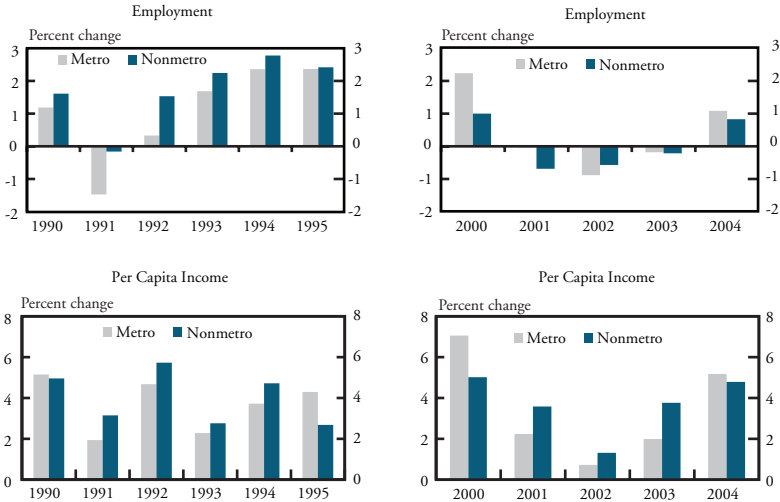 Employment
Percent change
Metro Nonmetro
3 3
2 2
1 1
0 0
-1 -1
-2 -2
1990 1991 1992 1993 1994 1995
Employment
Percent change
Metro Nonmetro
3 3
2 2
1 1
0 0
-1 -1
-2 -2
2000 2001 2002 2003 2004
Per Capita Income
Percent change
Metro Nonmetro
8 8
6 6
4 4
2 2
0 0
1990 1991 1992 1993 1994 1995
Per Capita Income
Percent change
Metro Nonmetro
8 8
6 6
4 4
2 2
0 0
2000 2001 2002 2003 2004